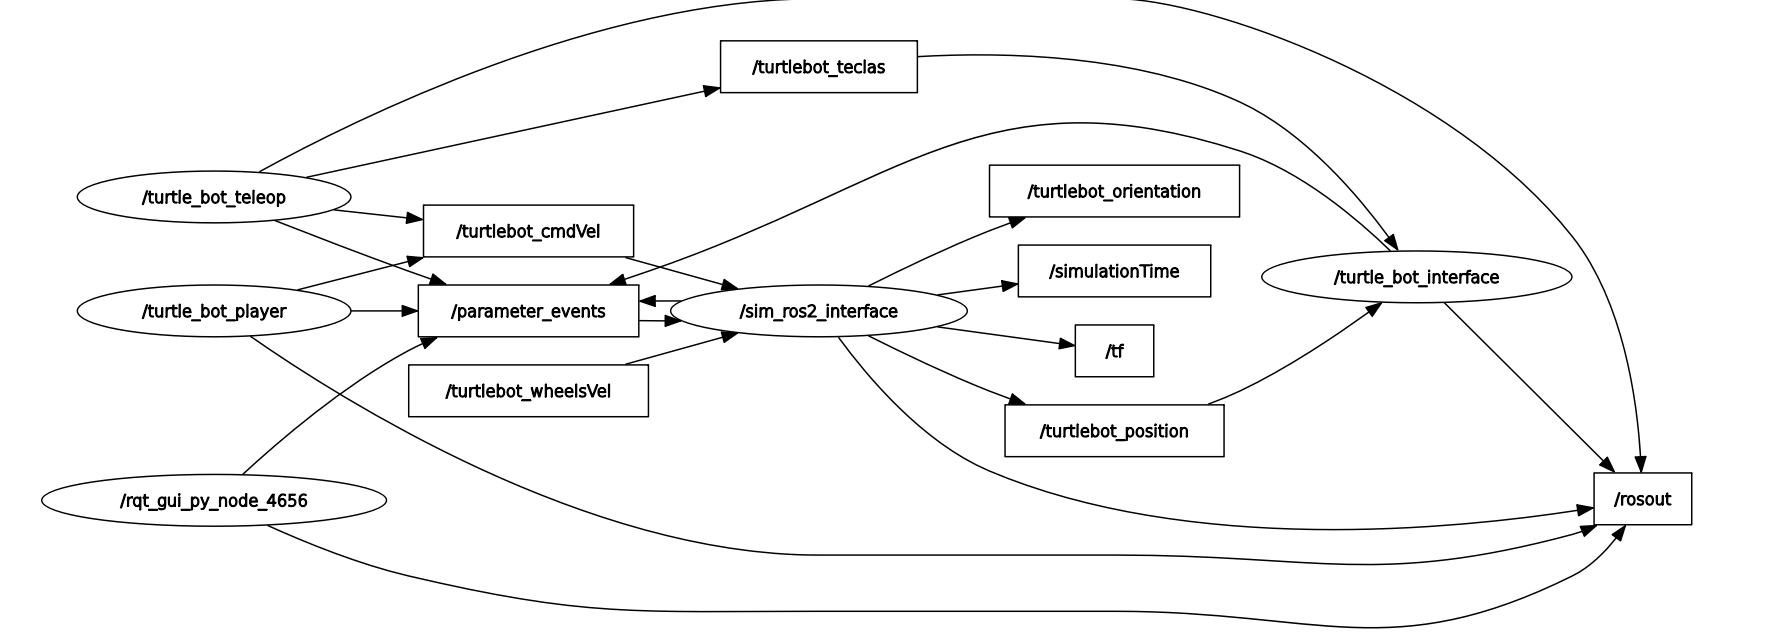 /turtlebot_teclas
/turtle_bot_teleop
/turtlebot_orientation
/turtlebot_cmdVel
/simulationTime
/turtle_bot_interface
/turtle_bot_player
/parameter_events
/sim_ros2_interface
/tf
/turtlebot_wheelsVel
/turtlebot_position
/rqt_gui_py_node_4656
/rosout